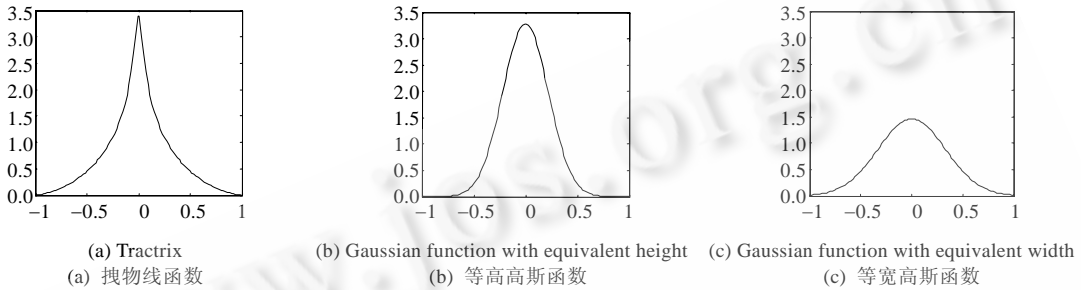 3.5
3.0
2.5
2.0
1.5
1.0
0.5
0.0
−1 −0.5 0 0.5 1
3.5
3.0
2.5
2.0
1.5
1.0
0.5
0.0
−1 −0.5 0 0.5 1
3.5
3.0
2.5
2.0
1.5
1.0
0.5
0.0
−1 −0.5 0 0.5 1
(a) Tractrix
(b) Gaussian function with equivalent height
(c) Gaussian function with equivalent width
(a) 拽物线函数
(b) 等高高斯函数
(c) 等宽高斯函数
www.jos.org.cn